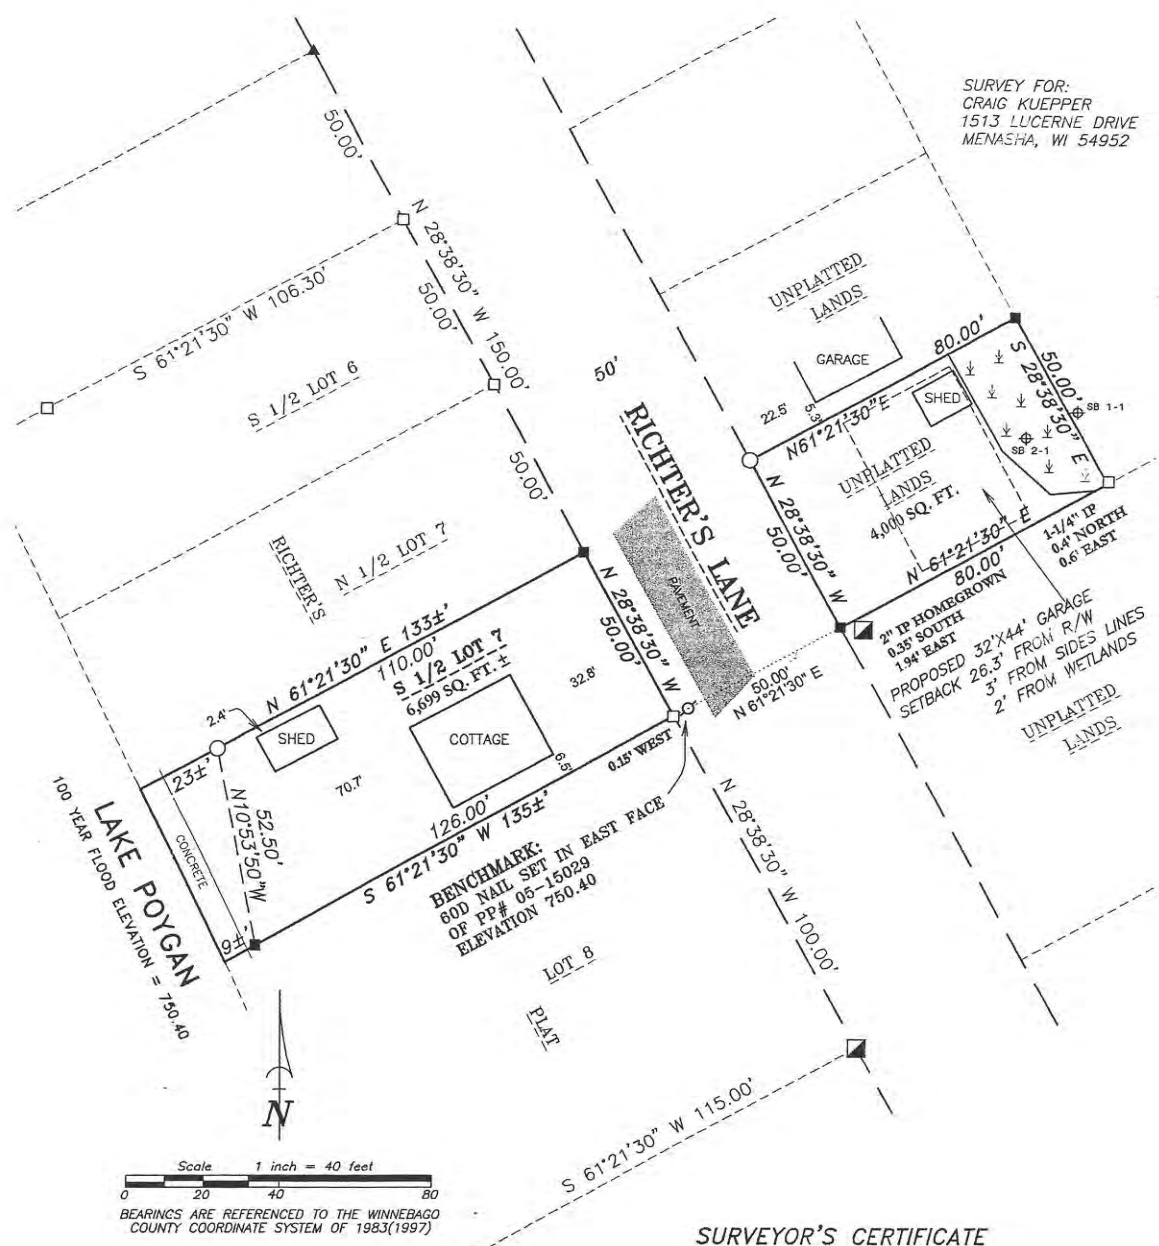 SURVEY FOR:
CRAIG KUEPPER
1513 LUCERNE DRIVE
MENASHA, WI 54952
50.00'
N 28°38'30" W 150.00'
50.00'
S 61°21'30" W 106.30'
S 1/2 LOT 6
50.00'
50'
RICHTER'S LANE
PAVEMENT
UNPLATTED
LANDS
GARAGE
80.00'
22.5'
5.3'
N61°21'30"E
SHED
50.00'
S 28°38'30" E
SB 1-1
SB 2-1
UNPLATTED
LANDS
4,000 SQ. FT.
N 28°38'30" W
50.00'
N 61°21'30" E
80.00'
1-1/4" IP
0.4' NORTH
0.6' EAST
2" IP HOMEGROWN
0.35' SOUTH
1.94' EAST
PROPOSED 32'X44' GARAGE
SETBACK 26.3' FROM R/W
3' FROM SIDES LINES
2' FROM WETLANDS
UNPLATTED
LANDS
RICHTER'S
N 1/2 LOT 7
N 61°21'30" E 133±'
110.00'
S 1/2 LOT 7
6,699 SQ. FT. ±
N 28°38'30" W
50.00'
32.8'
50.00'
N 61°21'30" E
2.4'
SHED
COTTAGE
6.5'
0.15' WEST
70.7'
23±'
52.50'
N10°53'50"W
CONCRETE
9±'
126.00'
S 61°21'30" W 135±'
LAKE POYGAN
100 YEAR FLOOD ELEVATION = 750.40
BENCHMARK:
60D NAIL SET IN EAST FACE
OF PP# 05-15029
ELEVATION 750.40
N 28°38'30" W 100.00'
LOT 8
PLAT
S 61°21'30" W 115.00'
N
Scale 1 inch = 40 feet
0 20 40 80
BEARINGS ARE REFERENCED TO THE WINNEBAGO
COUNTY COORDINATE SYSTEM OF 1983(1997)
SURVEYOR'S CERTIFICATE